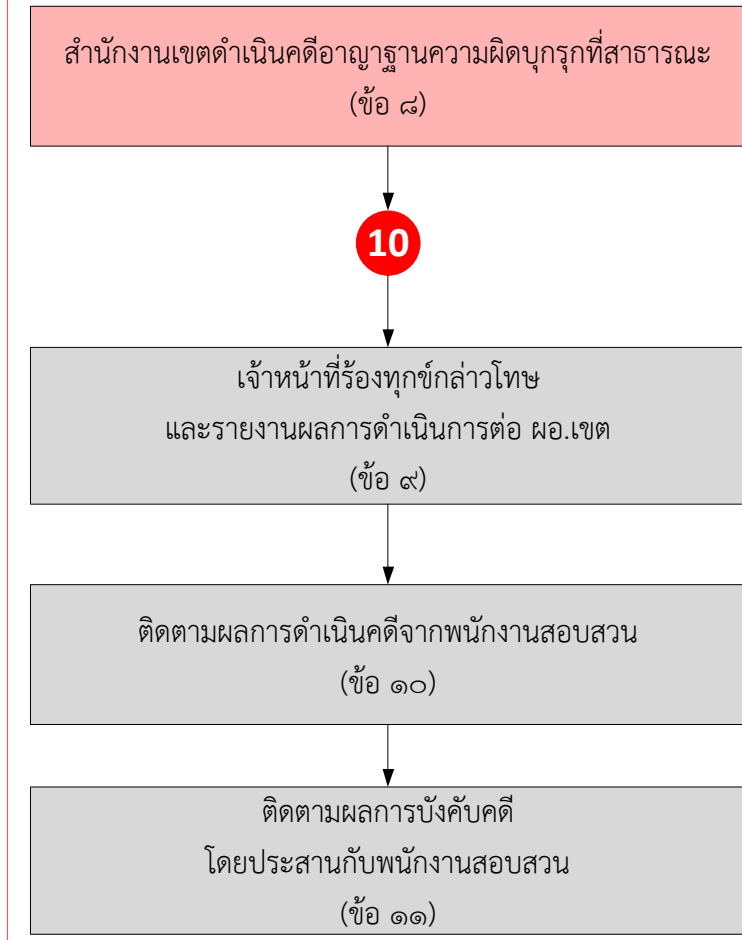 สำนักงานเขตดำเนินคดีอาญาฐานความผิดบุกรุกที่สาธารณะ
(ข้อ ๘)
10
เจ้าหน้าที่ร้องทุกข์กล่าวโทษ
และรายงานผลการดำเนินการต่อ ผอ.เขต
(ข้อ ๙)
ติดตามผลการดำเนินคดีจากพนักงานสอบสวน
(ข้อ ๑๐)
ติดตามผลการบังคับคดี
โดยประสานกับพนักงานสอบสวน
(ข้อ ๑๑)